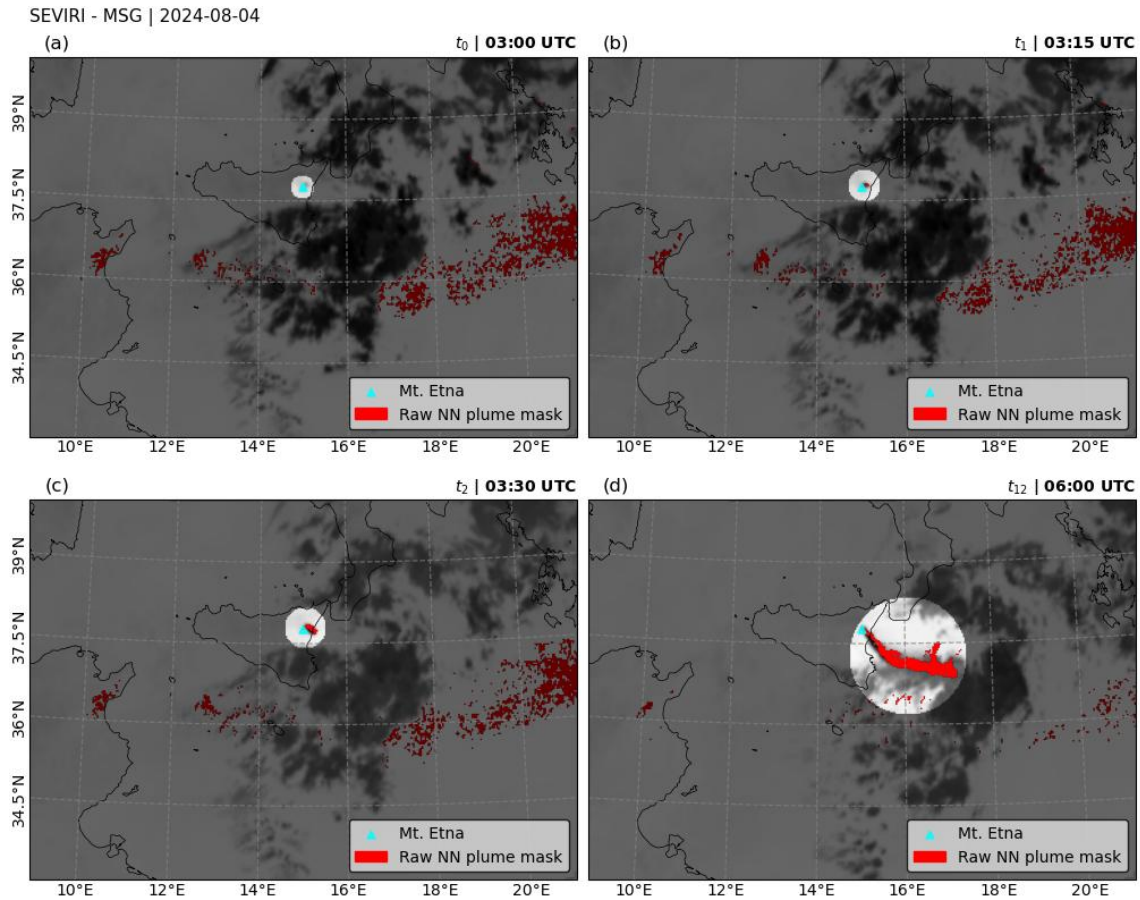 SEVIRI - MSG | 2024-08-04
(a) t0 | 03:00 UTC
39°N
37.5°N
36°N
34.5°N
Mt. Etna
Raw NN plume mask
10°E 12°E 14°E 16°E 18°E 20°E
(b) t1 | 03:15 UTC
Mt. Etna
Raw NN plume mask
10°E 12°E 14°E 16°E 18°E 20°E
(c) t2 | 03:30 UTC
39°N
37.5°N
36°N
34.5°N
Mt. Etna
Raw NN plume mask
10°E 12°E 14°E 16°E 18°E 20°E
(d) t12 | 06:00 UTC
Mt. Etna
Raw NN plume mask
10°E 12°E 14°E 16°E 18°E 20°E